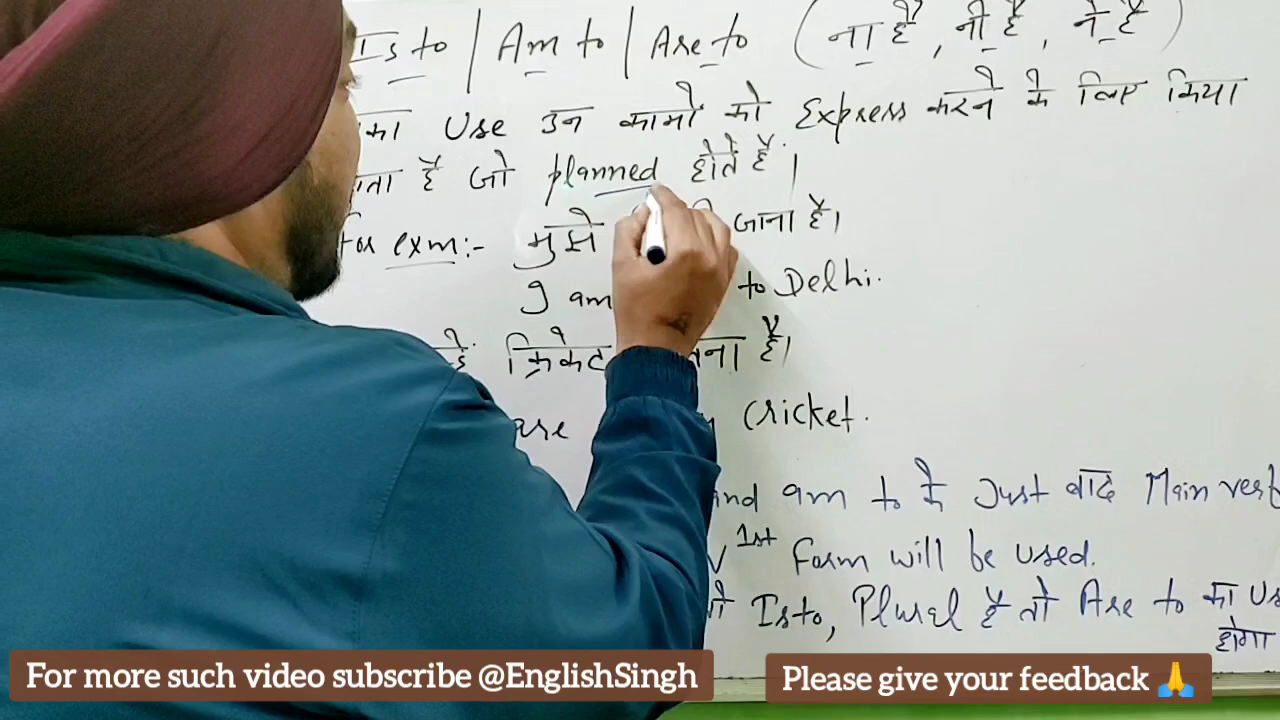 Is to / Am to / Are to (ना है, नी है, ने है)
Use उन कामों को Express करने के लिए किया
है जो planned होते हैं।
For exm:- मुझे जाना है।
I am to Delhi.
क्रिकेट है।
are cricket.
and am to के Just बाद Main verb
V 1st Form will be used.
Is to, Plural है तो Are to का Us
होगा
For more such video subscribe @EnglishSingh
Please give your feedback 🙏